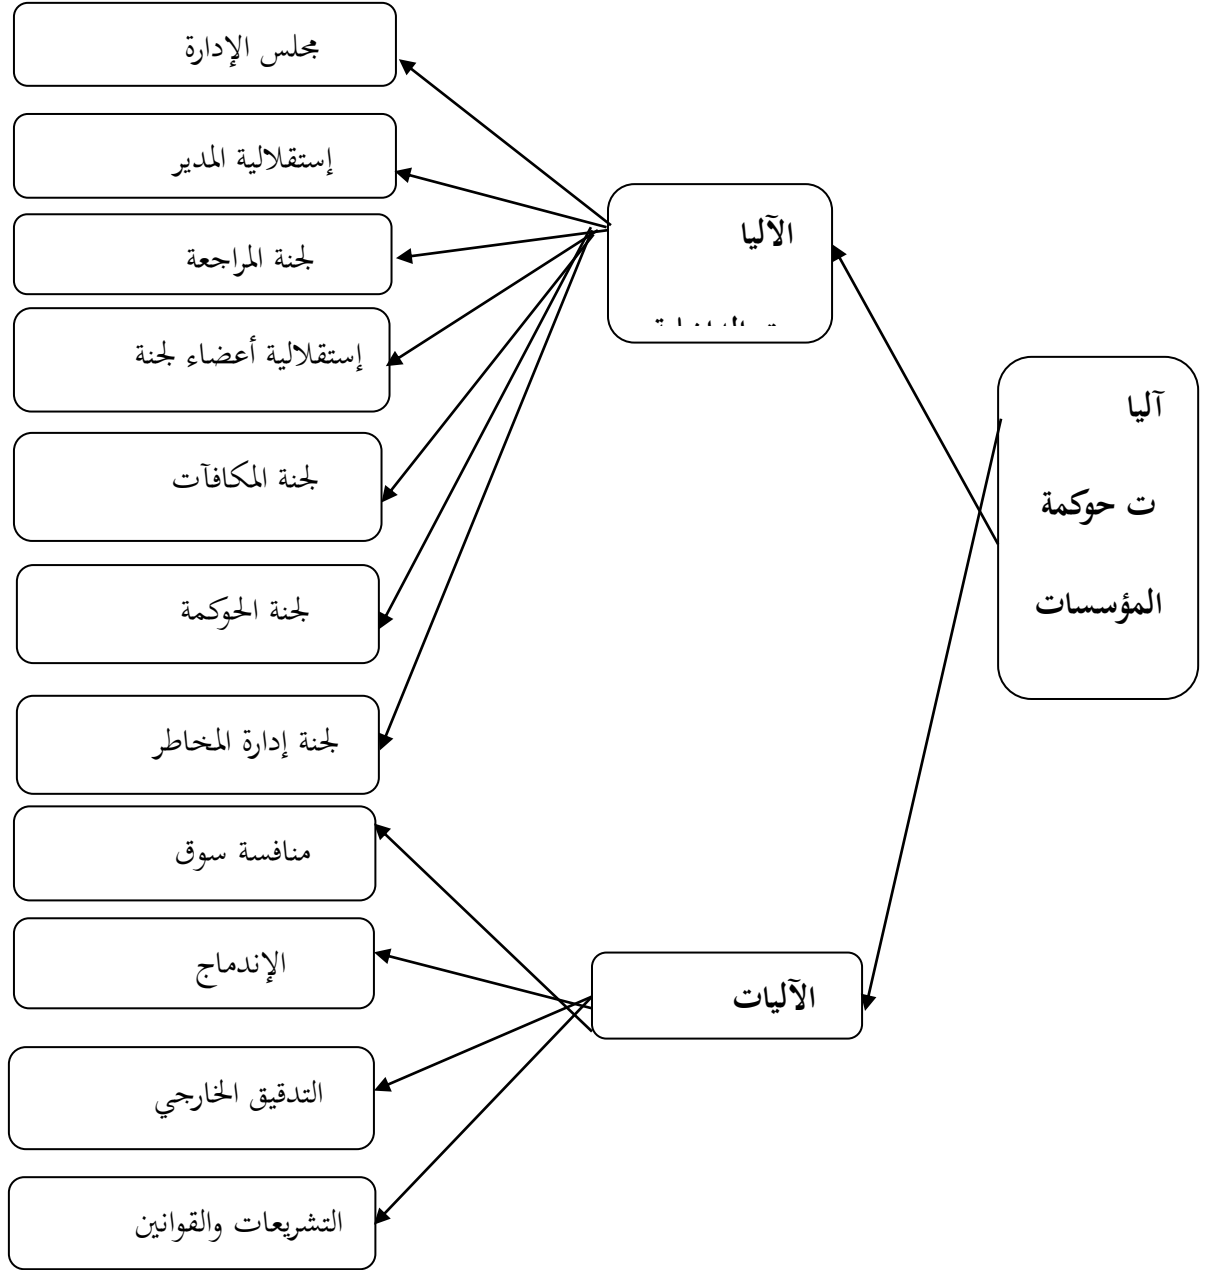 آليا
ت حوكمة
المؤسسات
الآليا
مجلس الإدارة
إستقلالية المدير
لجنة المراجعة
إستقلالية أعضاء لجنة
لجنة المكافآت
لجنة الحوكمة
لجنة إدارة المخاطر
الآليات
منافسة سوق
الإندماج
التدقيق الخارجي
التشريعات والقوانين